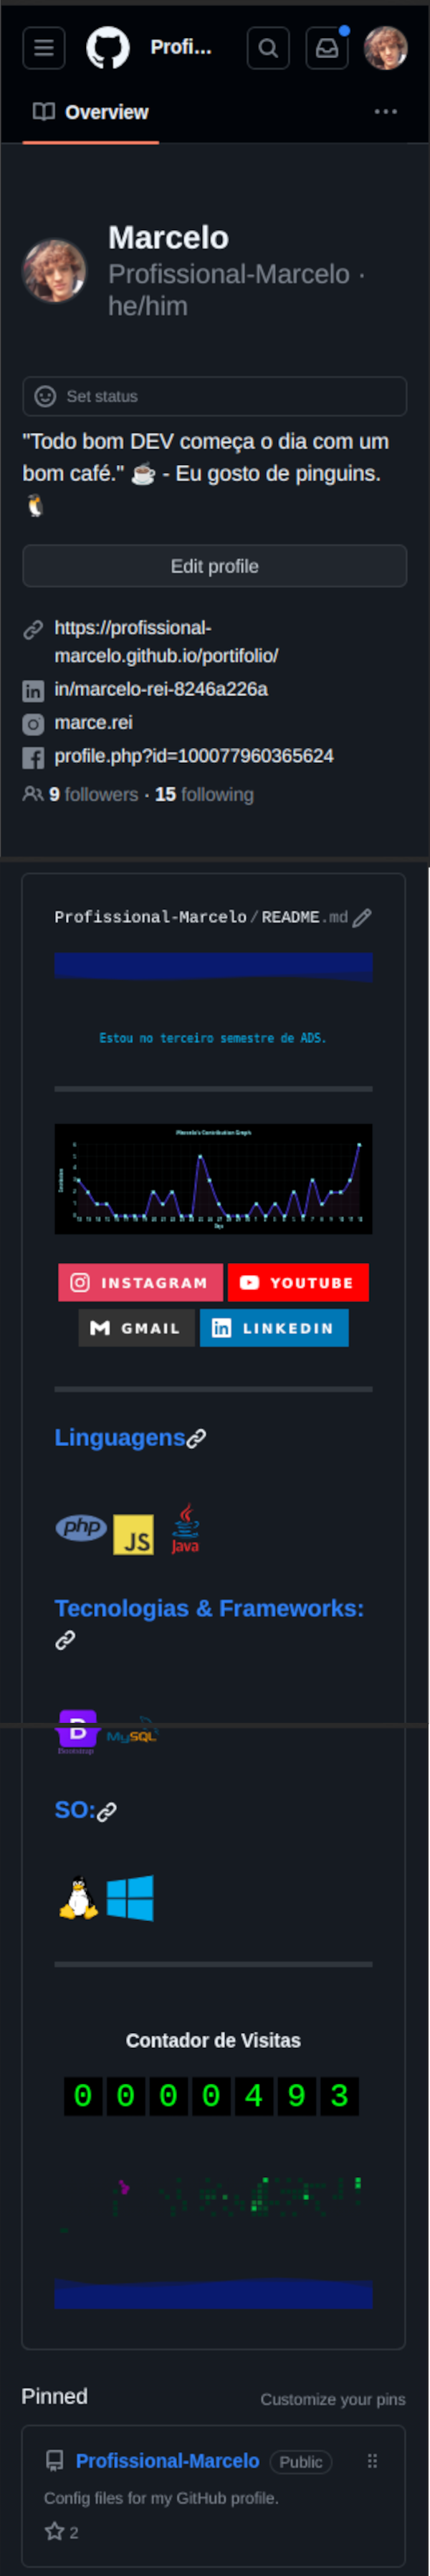 Profi...
Overview
Marcelo
Profissional-Marcelo ·
he/him
Set status
"Todo bom DEV começa o dia com um
bom café." ☕ - Eu gosto de pinguins.
🐧
Edit profile
https://profissional-
marcelo.github.io/portifolio/
in/marcelo-rei-8246a226a
marce.rei
profile.php?id=100077960365624
9 followers · 15 following
Profissional-Marcelo/README.md
Estou no terceiro semestre de ADS.
Marcelo's Contribution Graph
Days
INSTAGRAM YOUTUBE
GMAIL LINKEDIN
Linguagens
php JS Java
Tecnologias & Frameworks:
B MySQL
Bootstrap
SO:
Contador de Visitas
0 0 0 0 4 9 3
Pinned Customize your pins
Profissional-Marcelo Public
Config files for my GitHub profile.
2